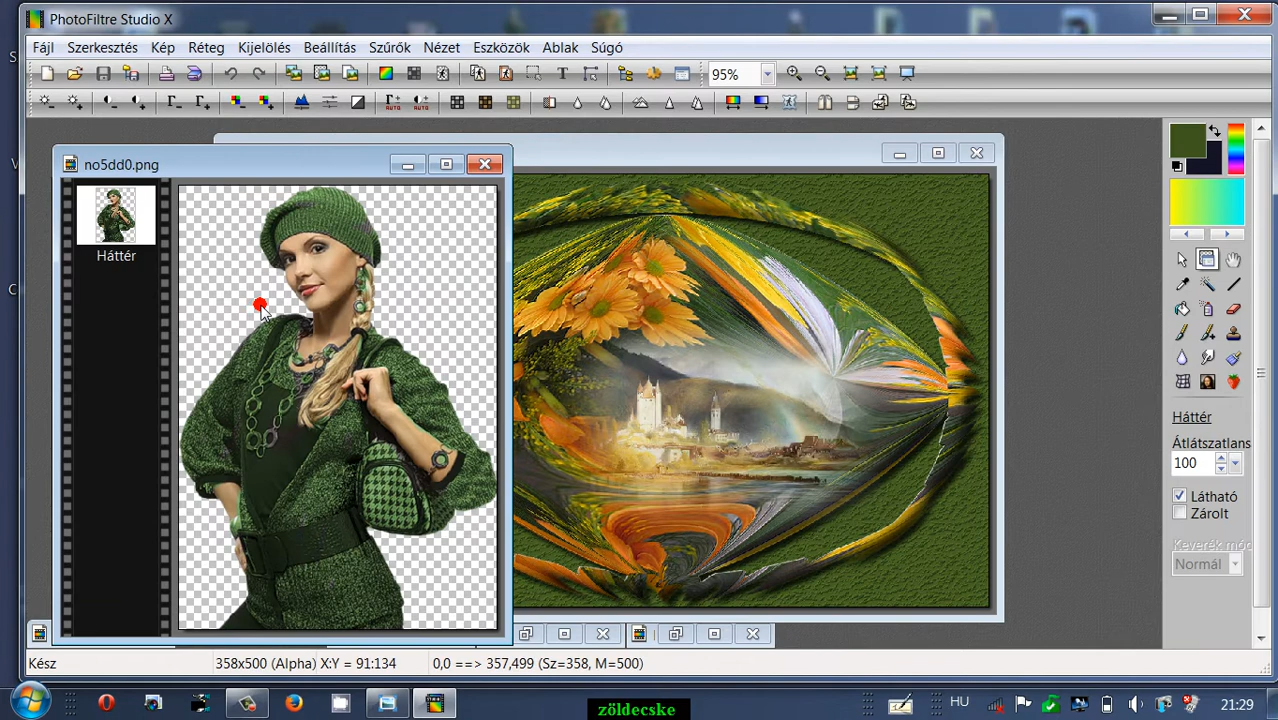 PhotoFiltre Studio X
Fájl Szerkesztés Kép Réteg Kijelölés Beállítás Szűrők Nézet Eszközök Ablak Súgó
95%
no5dd0.png
Háttér
Háttér
Átlátszatlans
100
Látható
Zárolt
Keverék mód
Normál
Kész
358x500 (Alpha)
X:Y = 91:134
0,0 ==> 357,499 (Sz=358, M=500)
HU
21:29
zöldecske